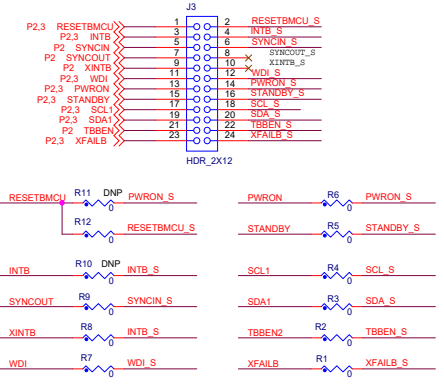 J3
P2,3 RESETBMCU 1 2 RESETBMCU_S
P2,3 INTB 3 4 INTB_S
P2 SYNCIN 5 6 SYNCIN_S
P2 SYNCOUT 7 8 SYNCOUT_S
P2 XINTB 9 10 XINTB_S
P2,3 WDI 11 12 WDI_S
P2,3 PWRON 13 14 PWRON_S
P2,3 STANDBY 15 16 STANDBY_S
P2,3 SCL1 17 18 SCL_S
P2,3 SDA1 19 20 SDA_S
P2 TBBEN 21 22 TBBEN_S
P2,3 XFAILB 23 24 XFAILB_S
HDR_2X12
RESETBMCU R11 DNP PWRON_S
0
R12 RESETBMCU_S
0
INTB R10 DNP INTB_S
0
SYNCOUT R9 SYNCIN_S
0
XINTB R8 INTB_S
0
WDI R7 WDI_S
0
PWRON R6 PWRON_S
0
STANDBY R5 STANDBY_S
0
SCL1 R4 SCL_S
0
SDA1 R3 SDA_S
0
TBBEN2 R2 TBBEN_S
0
XFAILB R1 XFAILB_S
0